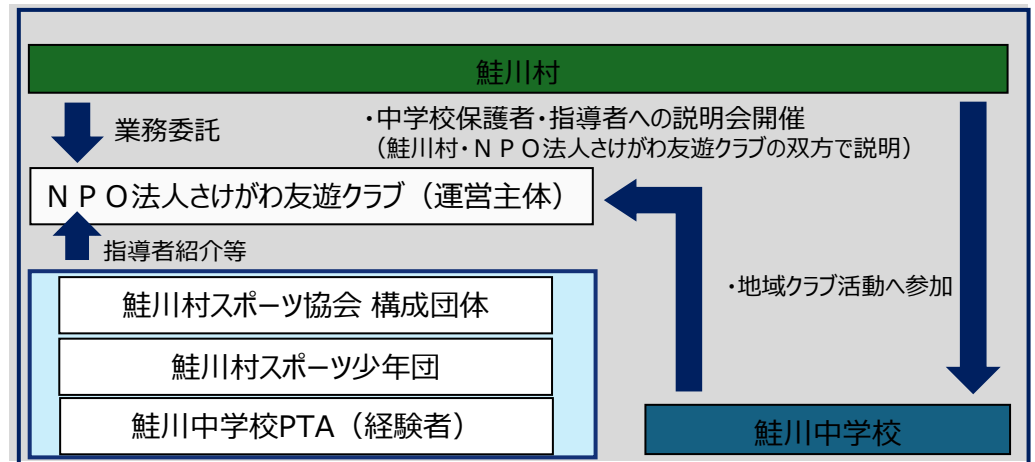 鮭川村
業務委託
・中学校保護者・指導者への説明会開催
（鮭川村・ＮＰＯ法人さけがわ友遊クラブの双方で説明）
ＮＰＯ法人さけがわ友遊クラブ（運営主体）
指導者紹介等
・地域クラブ活動へ参加
鮭川村スポーツ協会 構成団体
鮭川村スポーツ少年団
鮭川中学校PTA（経験者）
鮭川中学校